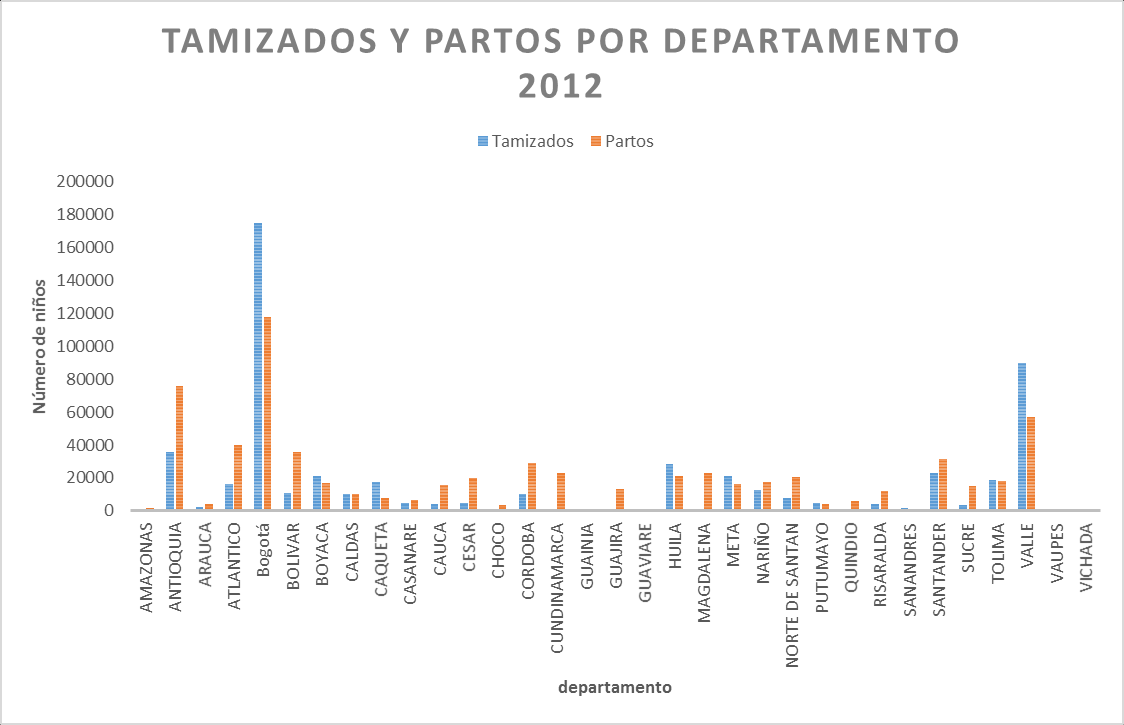 TAMIZADOS Y PARTOS POR DEPARTAMENTO
2012
Tamizados Partos
200000
180000
160000
140000
120000
100000
80000
60000
40000
20000
0
Número de niños
AMAZONAS
ANTIOQUIA
ARAUCA
ATLANTICO
Bogotá
BOLIVAR
BOYACA
CALDAS
CAQUETA
CASANARE
CAUCA
CESAR
CHOCO
CORDOBA
CUNDINAMARCA
GUAINIA
GUAJIRA
GUAVIARE
HUILA
MAGDALENA
META
NARIÑO
NORTE DE SANTAN
PUTUMAYO
QUINDIO
RISARALDA
SANANDRES
SANTANDER
SUCRE
TOLIMA
VALLE
VAUPES
VICHADA
departamento